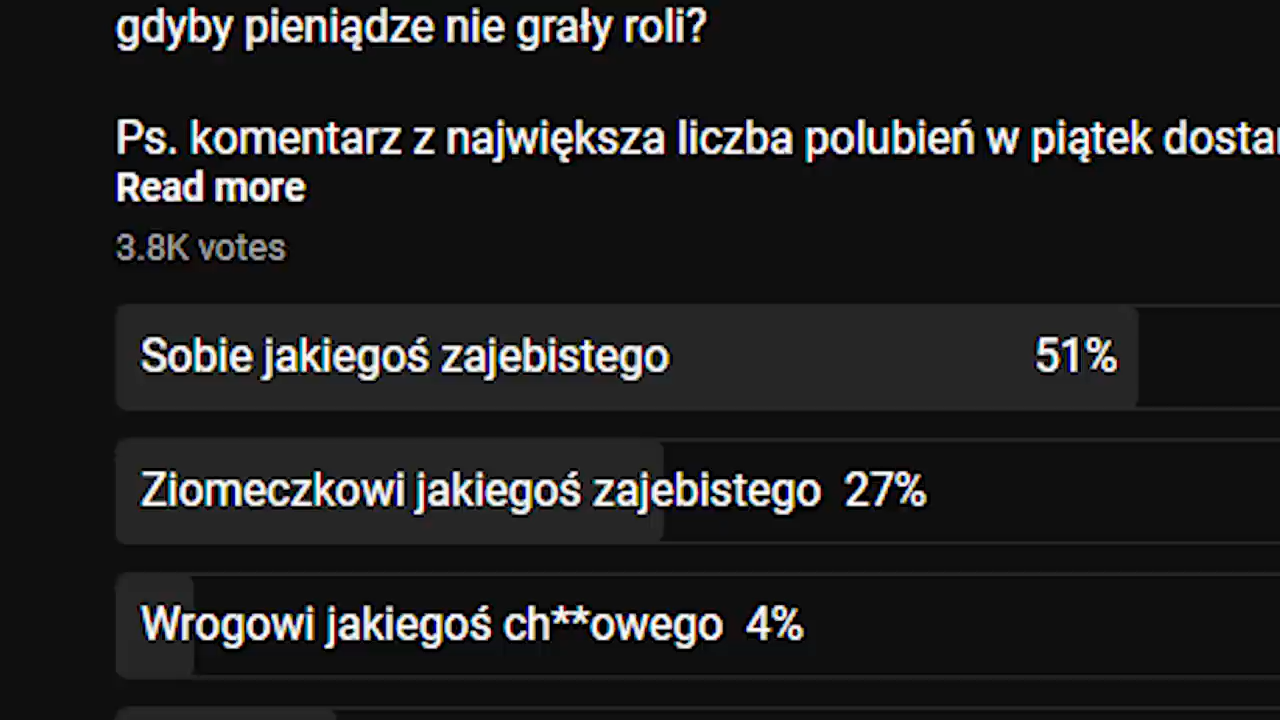 gdyby pieniądze nie grały roli?
Ps. komentarz z największa liczba polubień w piątek dosta
Read more
3.8K votes
Sobie jakiegoś zajebistego 51%
Ziomeczkowi jakiegoś zajebistego 27%
Wrogowi jakiegoś ch**owego 4%